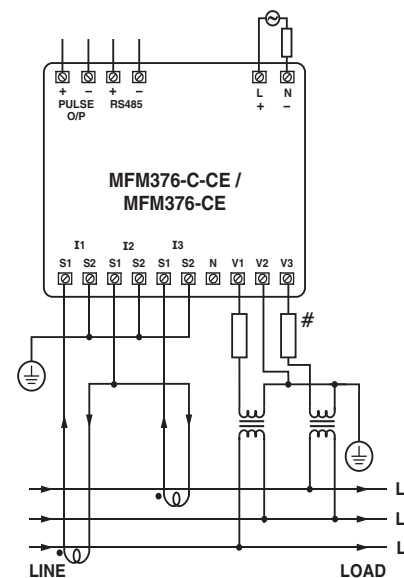 + − + −
PULSE RS485
O/P
L N
+ −
MFM376-C-CE /
MFM376-CE
I1 I2 I3
S1 S2 S1 S2 S1 S2 N V1 V2 V3
#
L
L
L
LINE LOAD